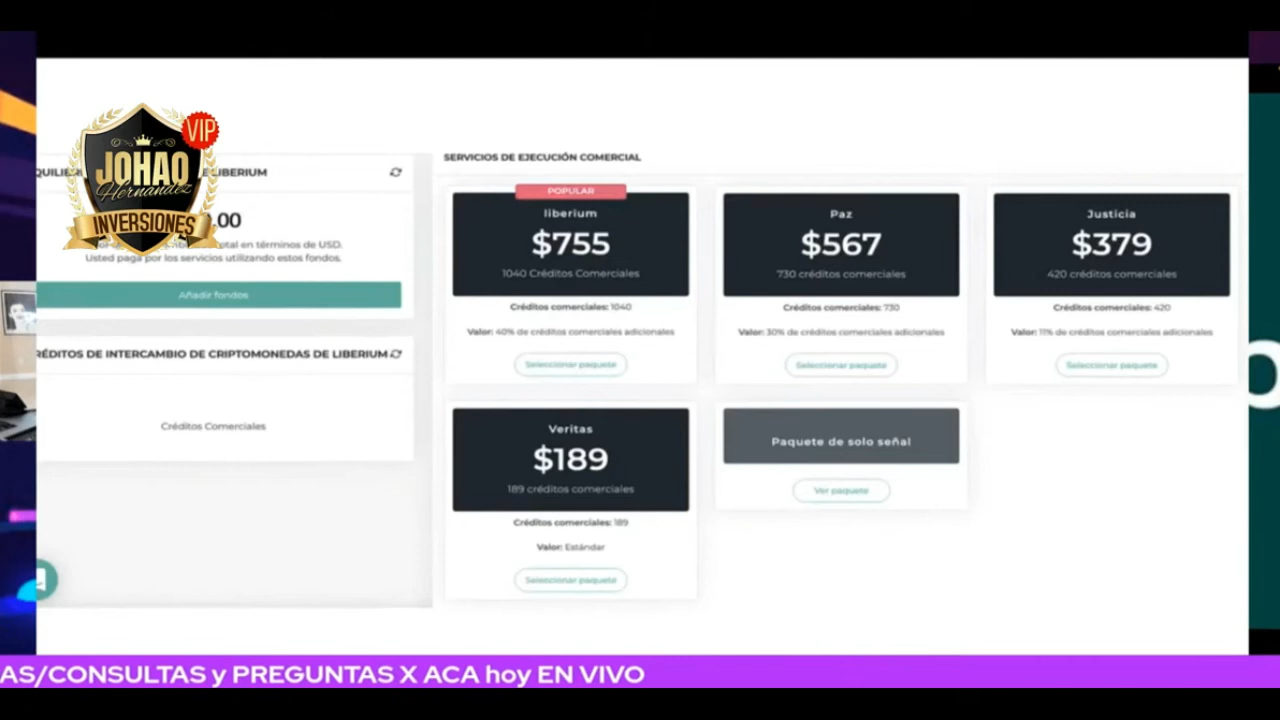 VIP
JOHAO
Hernandez
INVERSIONES
LIBERIUM
.00
total en términos de USD.
Usted paga por los servicios utilizando estos fondos.
Añadir fondos
CRÉDITOS DE INTERCAMBIO DE CRIPTOMONEDAS DE LIBERIUM
Créditos Comerciales
SERVICIOS DE EJECUCIÓN COMERCIAL
POPULAR
liberium
$755
1040 Créditos Comerciales
Créditos comerciales: 1040
Valor: 40% de créditos comerciales adicionales
Seleccionar paquete
Paz
$567
730 créditos comerciales
Créditos comerciales: 730
Valor: 30% de créditos comerciales adicionales
Seleccionar paquete
Justicia
$379
420 créditos comerciales
Créditos comerciales: 420
Valor: 11% de créditos comerciales adicionales
Seleccionar paquete
Veritas
$189
189 créditos comerciales
Créditos comerciales: 189
Valor: Estándar
Seleccionar paquete
Paquete de solo señal
Ver paquete
AS/CONSULTAS y PREGUNTAS X ACA hoy EN VIVO